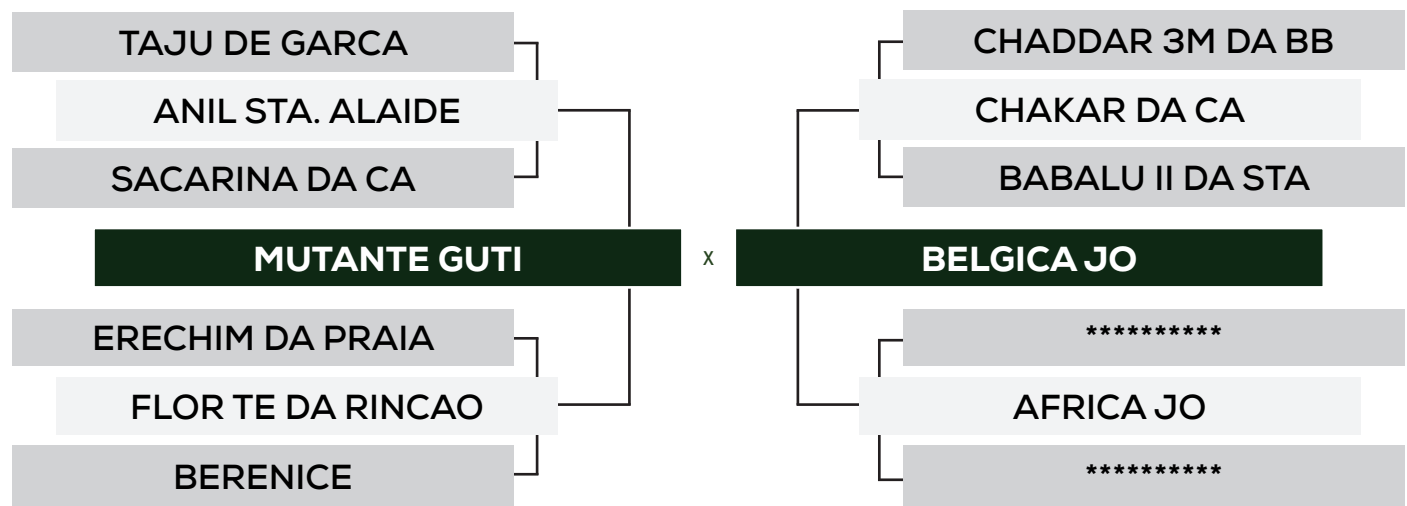 TAJU DE GARCA
ANIL STA. ALAIDE
SACARINA DA CA
MUTANTE GUTI
ERECHIM DA PRAIA
FLOR TE DA RINCAO
BERENICE
x
CHADDAR 3M DA BB
CHAKAR DA CA
BABALU II DA STA
BELGICA JO
**********
AFRICA JO
**********